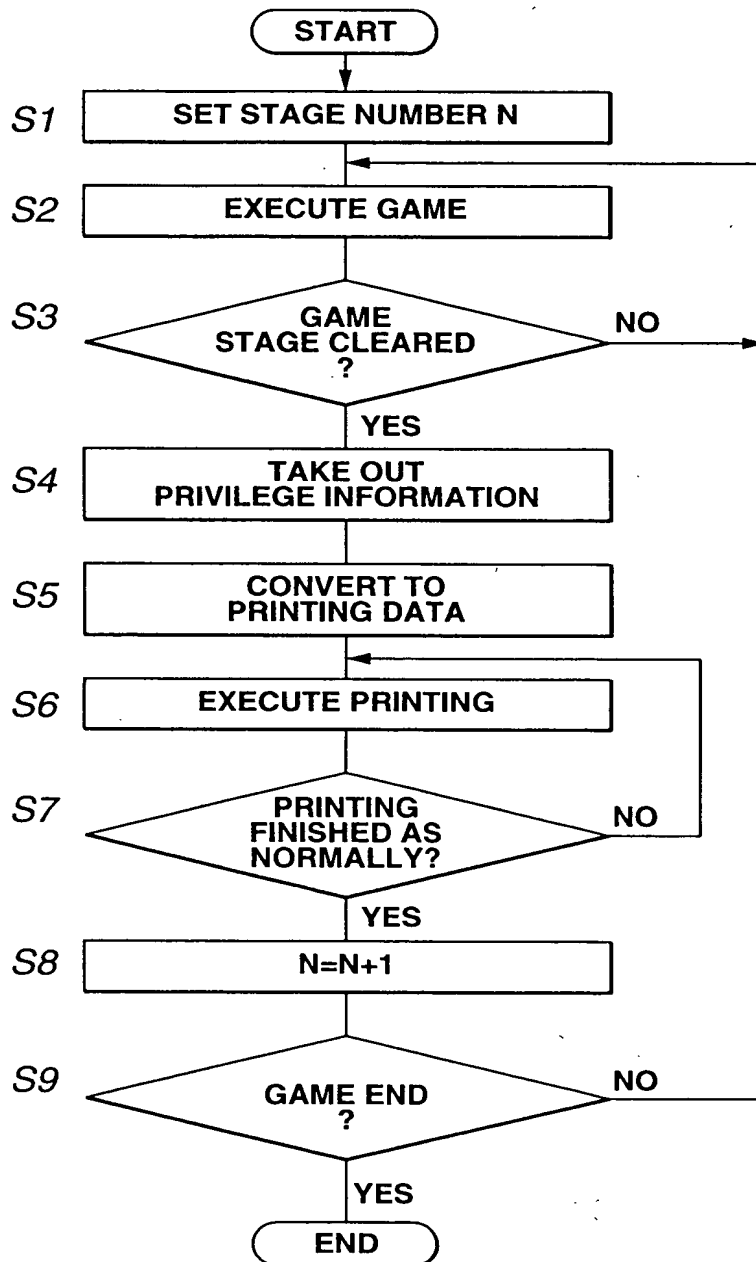 START
S1
SET STAGE NUMBER N
S2
EXECUTE GAME
S3
GAME
STAGE CLEARED
?
NO
YES
S4
TAKE OUT
PRIVILEGE INFORMATION
S5
CONVERT TO
PRINTING DATA
S6
EXECUTE PRINTING
S7
PRINTING
FINISHED AS
NORMALLY?
NO
YES
S8
N=N+1
S9
GAME END
?
NO
YES
END